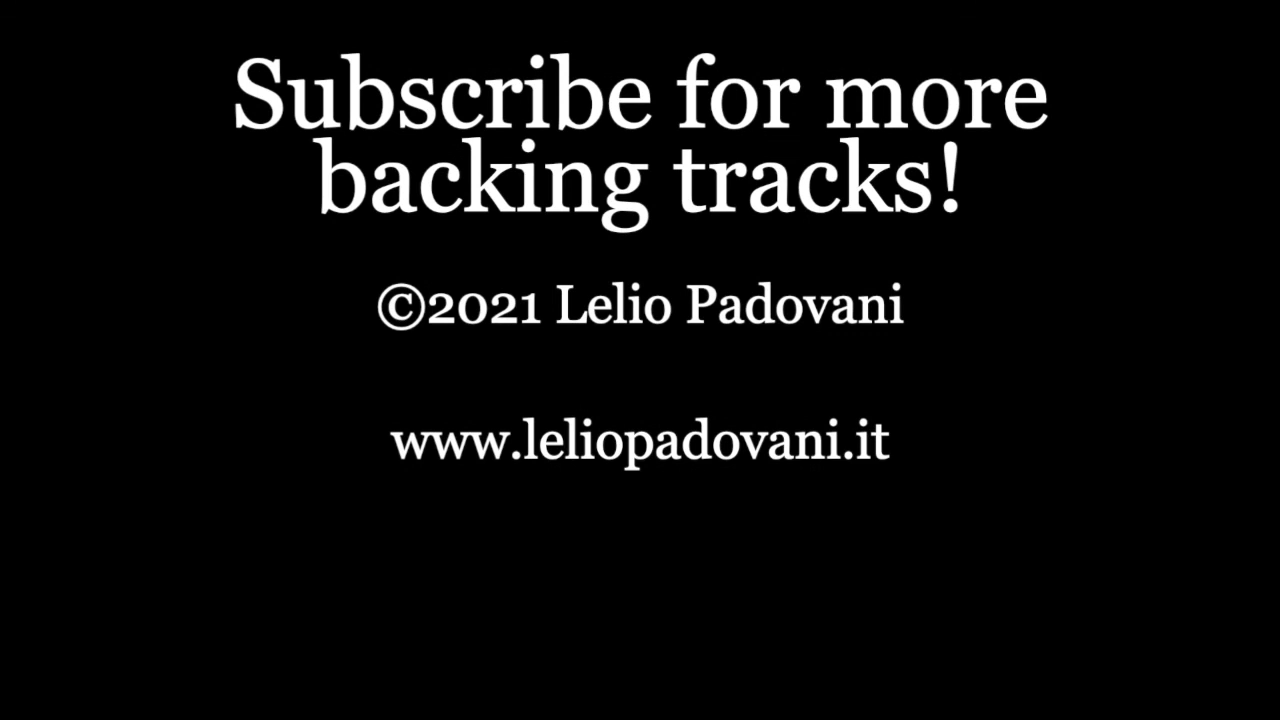 Subscribe for more
backing tracks!
©2021 Lelio Padovani
www.leliopadovani.it